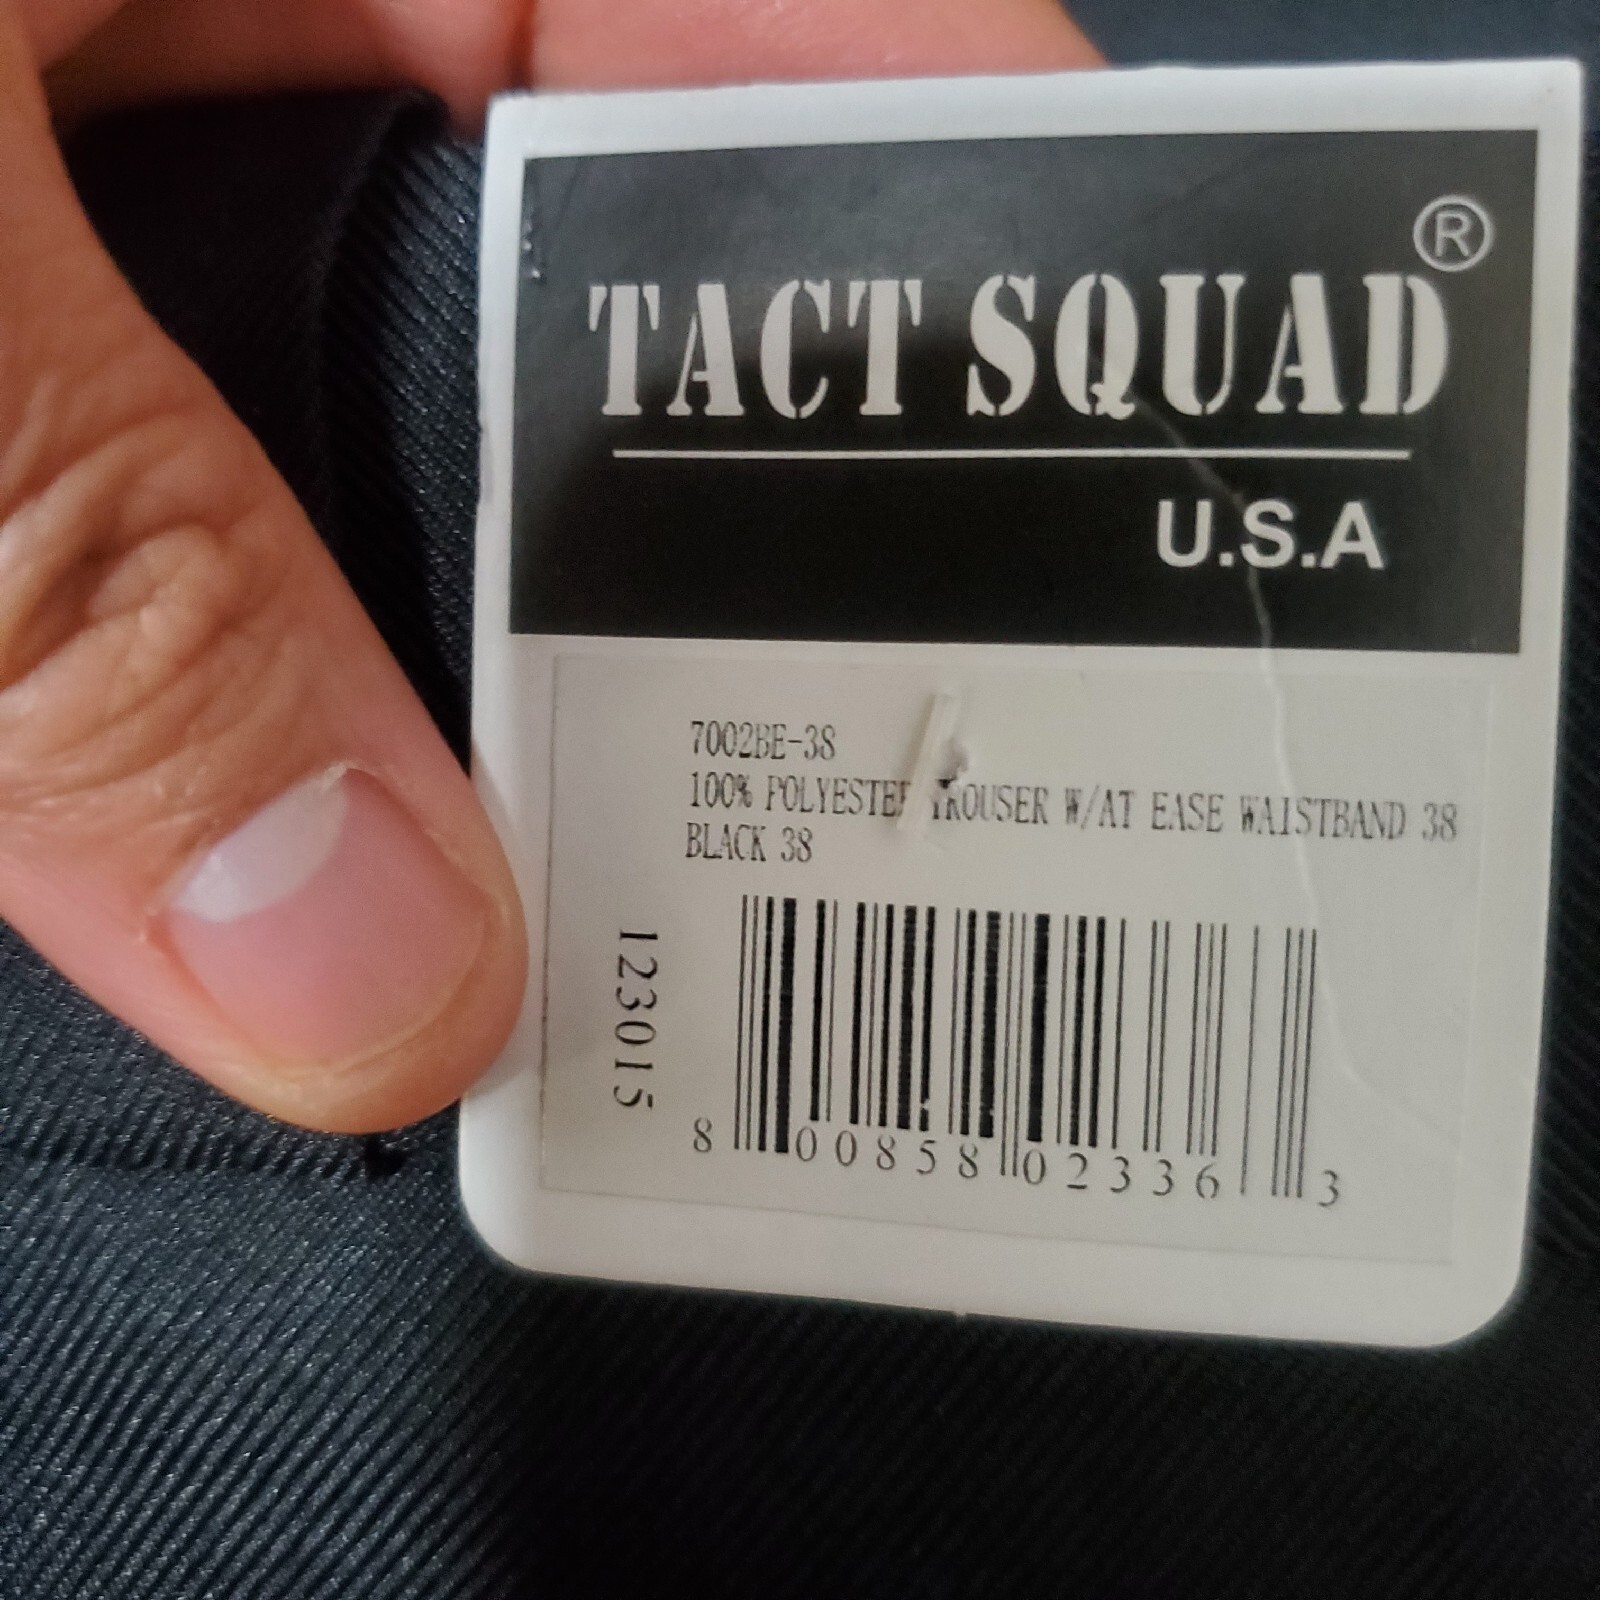 TACT SQUAD®
U.S.A
7002BE-38
100% POLYESTER TROUSER W/AT EASE WAISTBAND 38
BLACK 38
123015
8 00858 02336 3